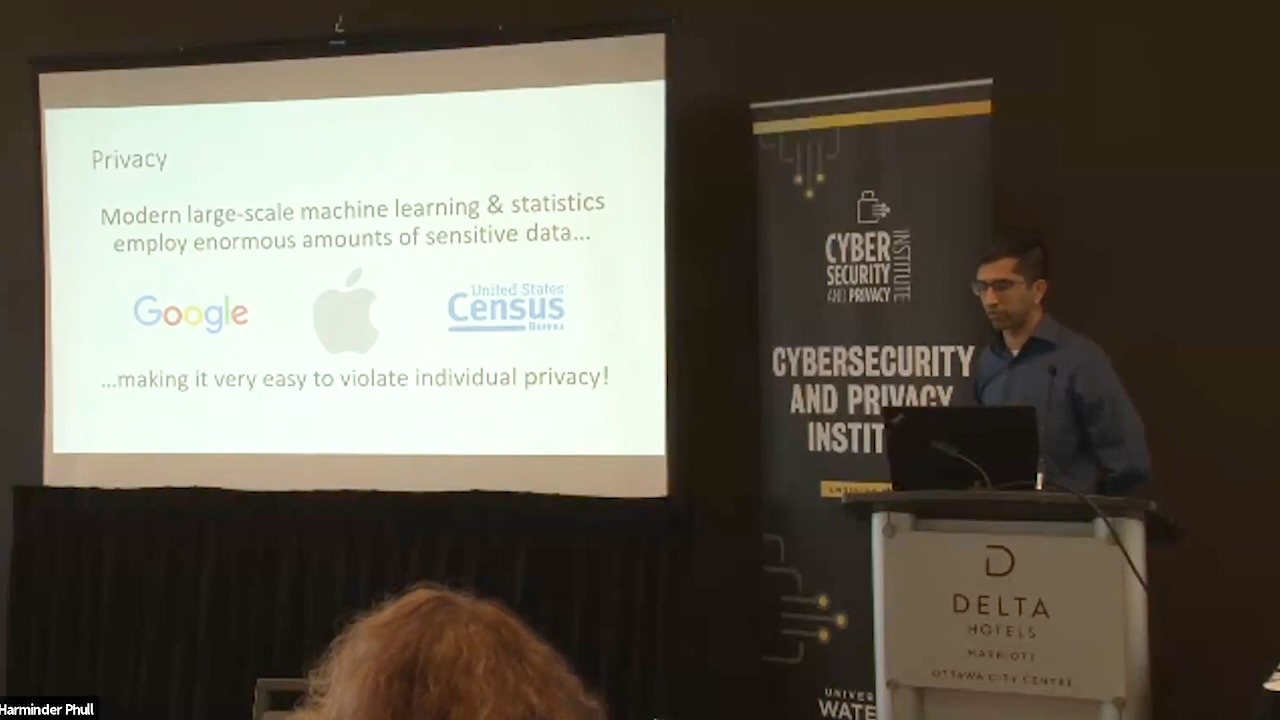 Privacy
Modern large-scale machine learning & statistics
employ enormous amounts of sensitive data...
Google
United States
Census
Bureau
...making it very easy to violate individual privacy!
CYBER
SECURITY
AND PRIVACY
INSTITUTE
CYBERSECURITY
AND PRIVACY
INSTIT
UNIVER
WATE
DELTA
HOTELS
MARRIOTT
OTTAWA CITY CENTRE
Harminder Phull